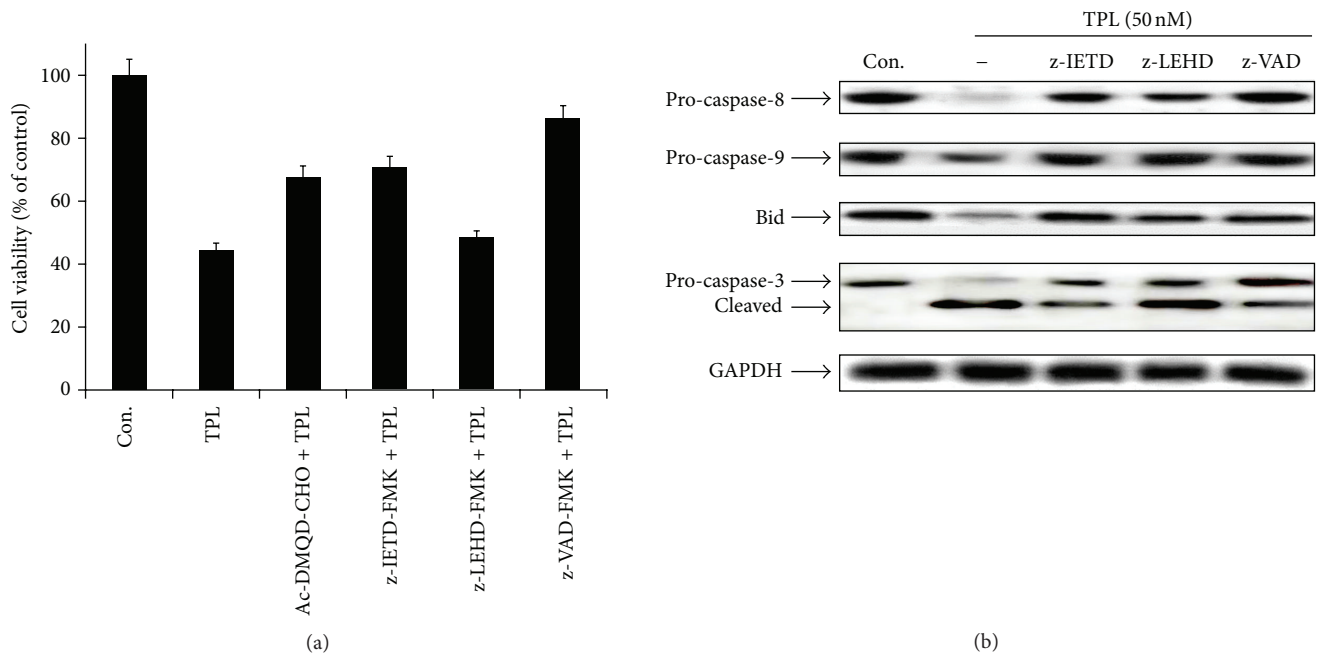 Cell viability (% of control)
100
80
60
40
20
0
Con.
TPL
Ac-DMQD-CHO + TPL
z-IETD-FMK + TPL
z-LEHD-FMK + TPL
z-VAD-FMK + TPL
(a)
TPL (50 nM)
Con. – z-IETD z-LEHD z-VAD
Pro-caspase-8
Pro-caspase-9
Bid
Pro-caspase-3
Cleaved
GAPDH
(b)